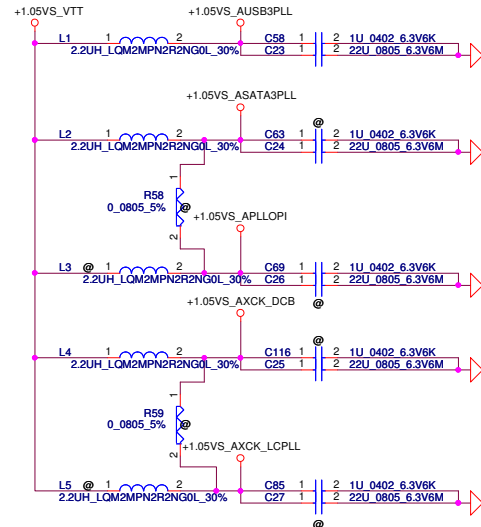 +1.05VS_VTT +1.05VS_AUSB3PLL
L1 1 2 C58 1 2 1U_0402_6.3V6K
2.2UH_LQM2MPN2R2NG0L_30% C23 1 2 22U_0805_6.3V6M
+1.05VS_ASATA3PLL
@
L2 1 2 C63 1 2 1U_0402_6.3V6K
2.2UH_LQM2MPN2R2NG0L_30% C24 1 2 22U_0805_6.3V6M
1
R58
0_0805_5% @
+1.05VS_APLLOPI
2
L3 @ 1 2 C69 1 2 1U_0402_6.3V6K
2.2UH_LQM2MPN2R2NG0L_30% C26 1 2 22U_0805_6.3V6M
+1.05VS_AXCK_DCB @
@
L4 1 2 C116 1 2 1U_0402_6.3V6K
2.2UH_LQM2MPN2R2NG0L_30% C25 1 2 22U_0805_6.3V6M
1
R59
0_0805_5% @
+1.05VS_AXCK_LCPLL
2
L5 @ 1 2 C85 1 2 1U_0402_6.3V6K
2.2UH_LQM2MPN2R2NG0L_30% C27 1 2 22U_0805_6.3V6M
@